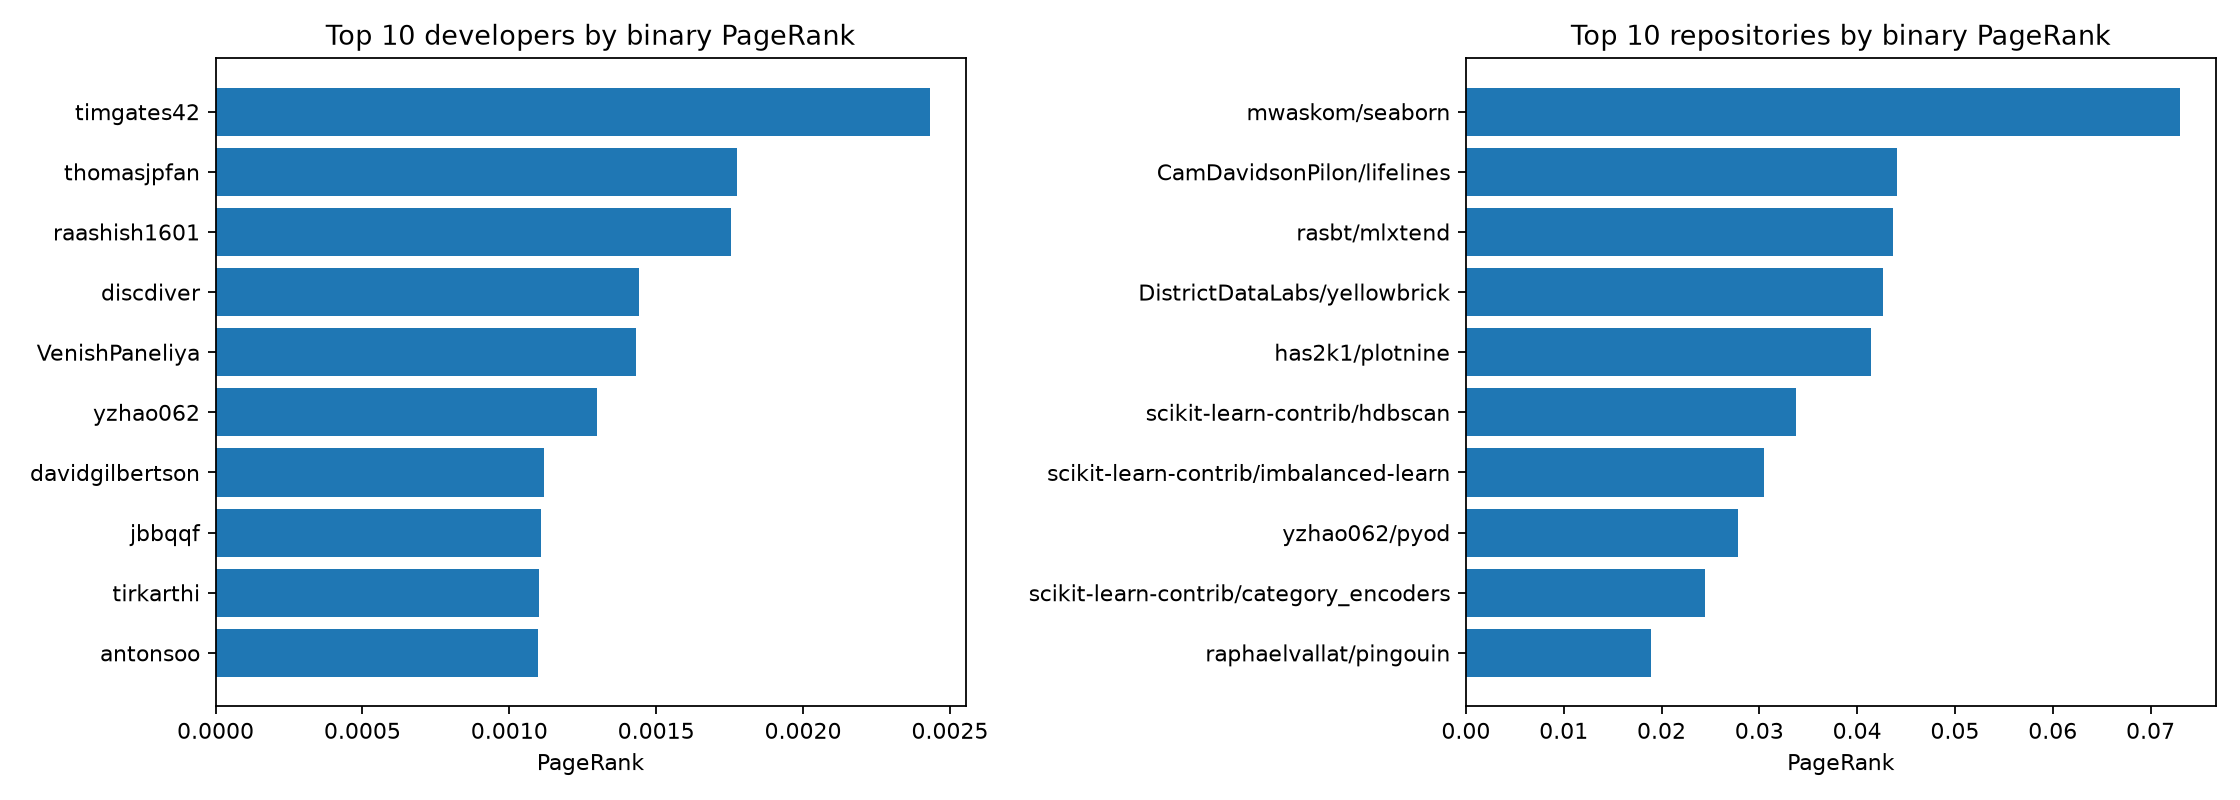 Top 10 developers by binary PageRank
timgates42
thomasjpfan
raashish1601
discdiver
VenishPaneliya
yzhao062
davidgilbertson
jbbqqf
tirkarthi
antonsoo
0.0000 0.0005 0.0010 0.0015 0.0020 0.0025
PageRank
Top 10 repositories by binary PageRank
mwaskom/seaborn
CamDavidsonPilon/lifelines
rasbt/mlxtend
DistrictDataLabs/yellowbrick
has2k1/plotnine
scikit-learn-contrib/hdbscan
scikit-learn-contrib/imbalanced-learn
yzhao062/pyod
scikit-learn-contrib/category_encoders
raphaelvallat/pingouin
0.00 0.01 0.02 0.03 0.04 0.05 0.06 0.07
PageRank